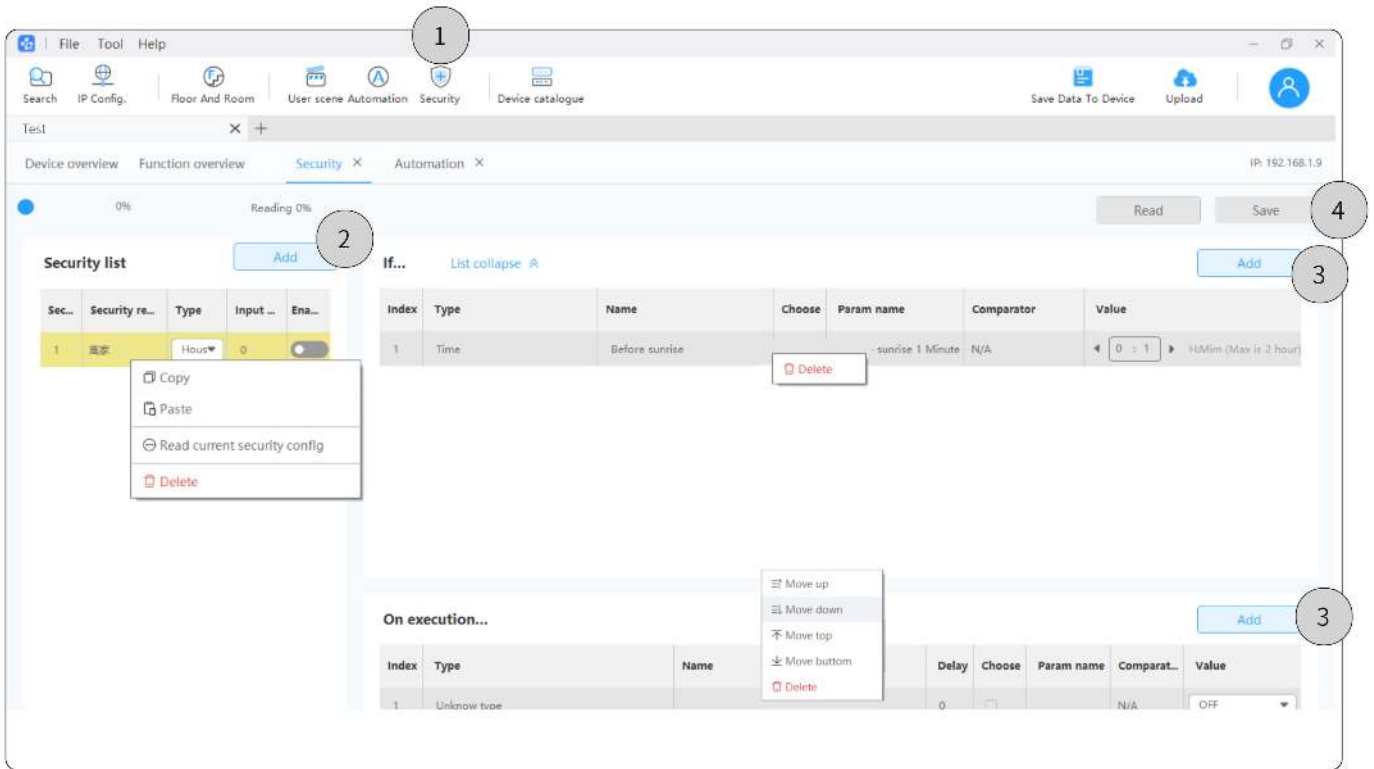 1
File Tool Help
Search IP Config. Floor And Room User scene Automation Security Device catalogue Save Data To Device Upload
Test
Device overview Function overview Security Automation IP: 192.168.1.9
0% Reading 0% Read Save 4
2
Security list Add
Sec... Security re... Type Input ... Ena...
1 离家 Hous 0
Copy
Paste
Read current security config
Delete
If... List collapse Add 3
Index Type Name Choose Param name Comparator Value
1 Time Before sunrise sunrise 1 Minute N/A 0 : 1 H:Mim (Max is 2 hour)
Delete
Move up
Move down
Move top
Move buttom
Delete
On execution... Add 3
Index Type Name Delay Choose Param name Comparat... Value
1 Unknow type 0 N/A OFF